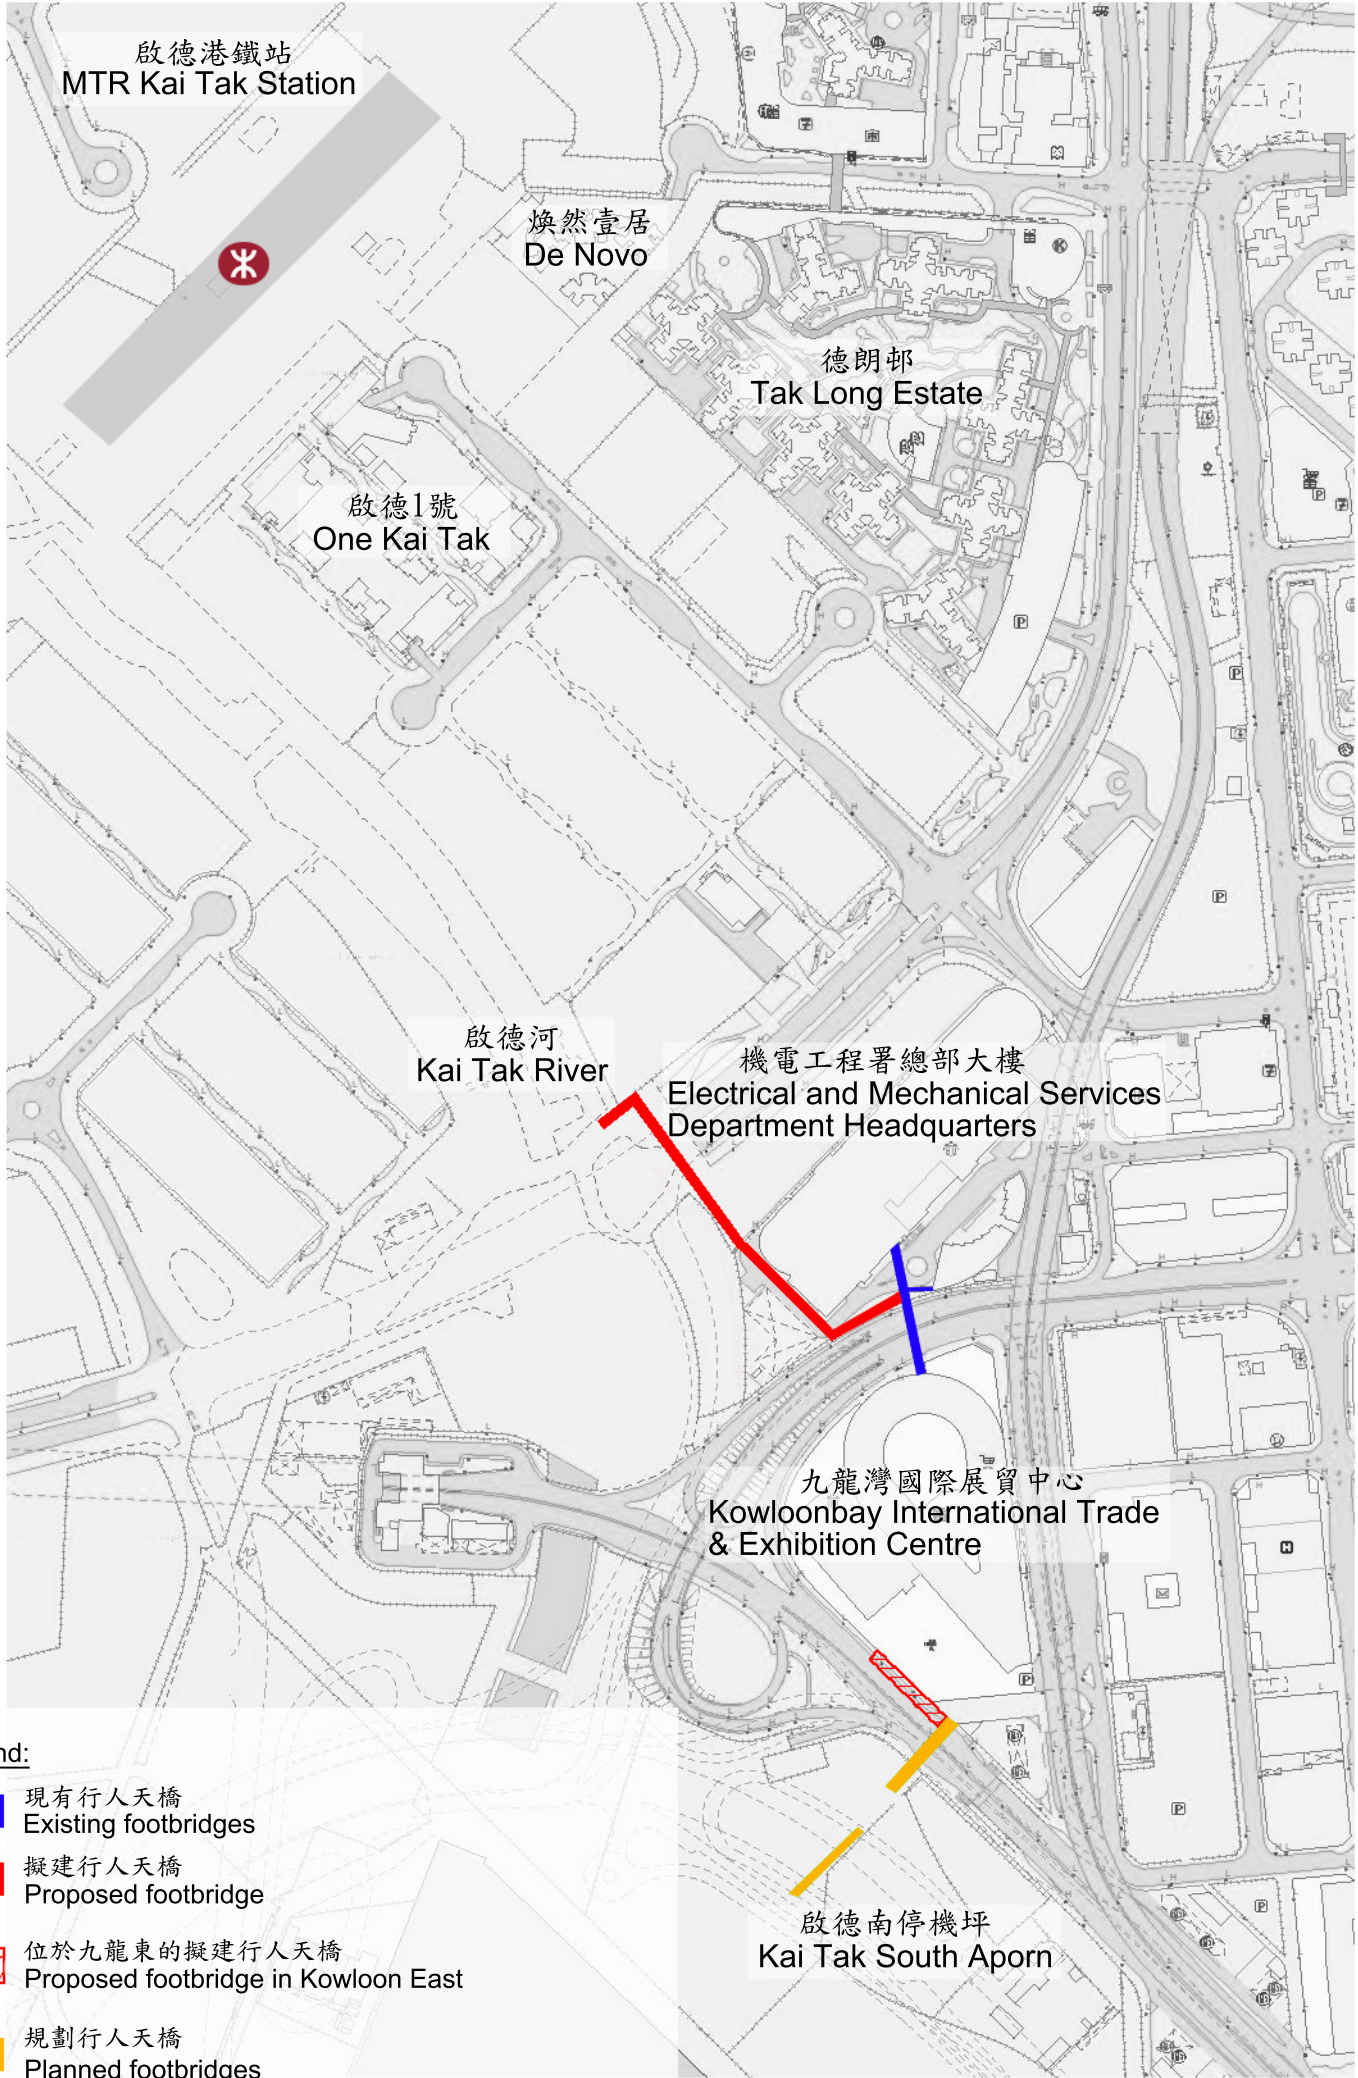 啟德港鐵站
MTR Kai Tak Station
煥然壹居
De Novo
德朗邨
Tak Long Estate
啟德1號
One Kai Tak
啟德河
Kai Tak River
機電工程署總部大樓
Electrical and Mechanical Services
Department Headquarters
九龍灣國際展貿中心
Kowloonbay International Trade
& Exhibition Centre
啟德南停機坪
Kai Tak South Aporn
nd:
現有行人天橋
Existing footbridges
擬建行人天橋
Proposed footbridge
位於九龍東的擬建行人天橋
Proposed footbridge in Kowloon East
規劃行人天橋
Planned footbridges